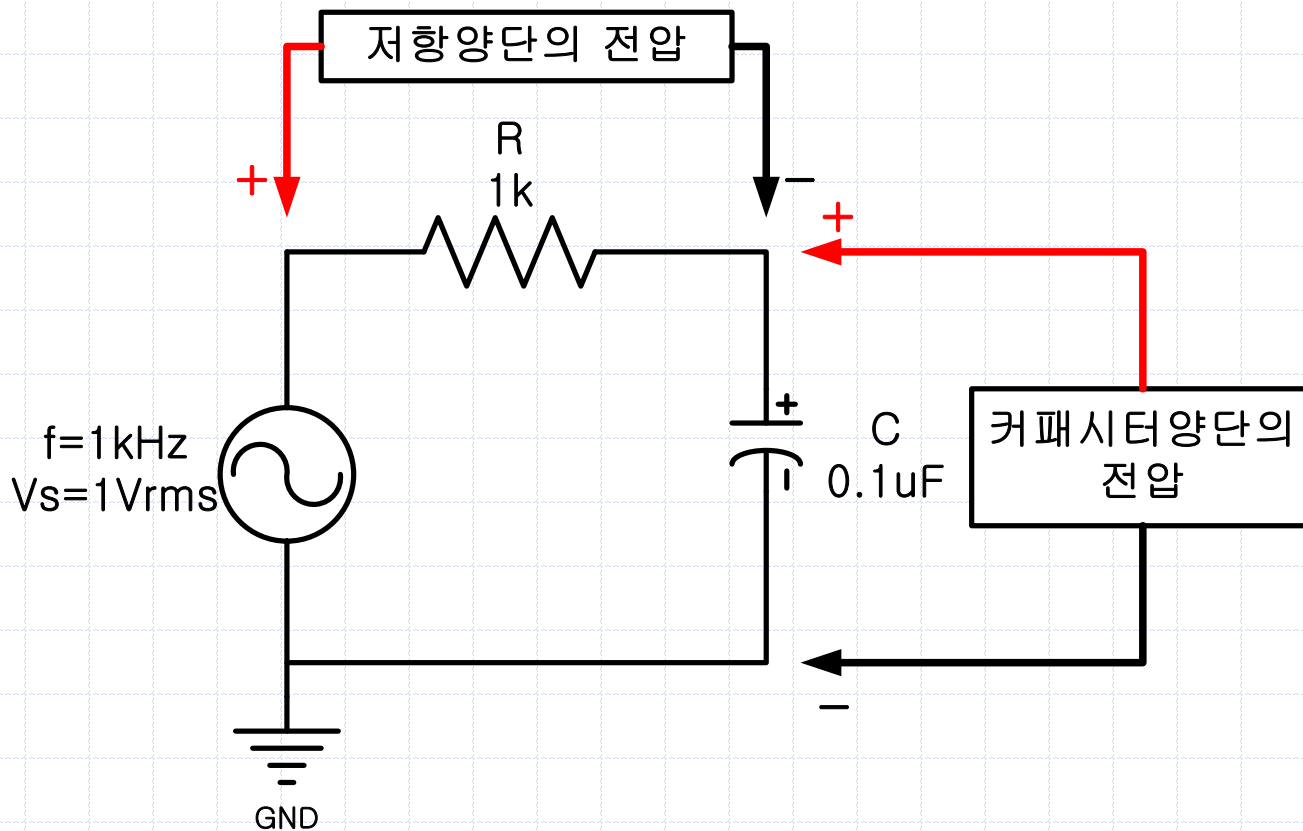 저항양단의 전압
R
1k
+
−
+
f=1kHz
Vs=1Vrms
+
−
C
0.1uF
커패시터양단의
전압
−
GND